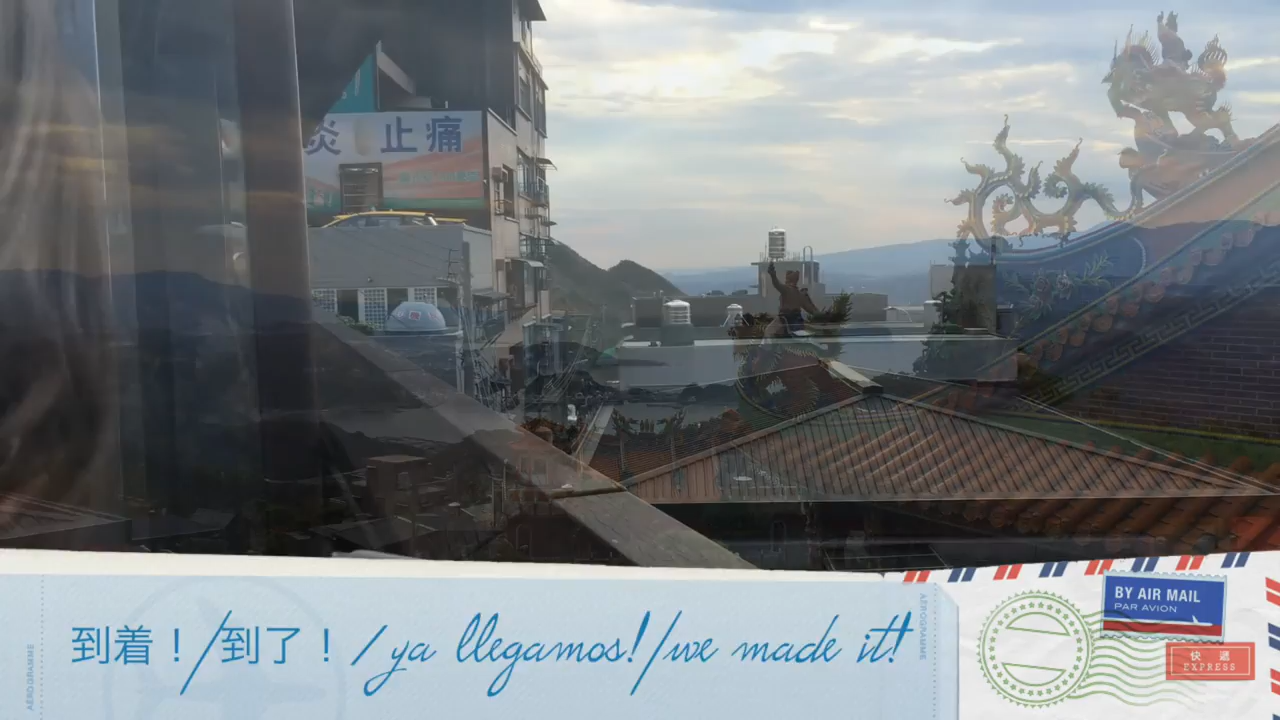 炎 止痛
到着！/到了！/ya llegamos!/we made it!
AÉROGRAMME
AÉROGRAMME
BY AIR MAIL
PAR AVION
快 遞
EXPRESS